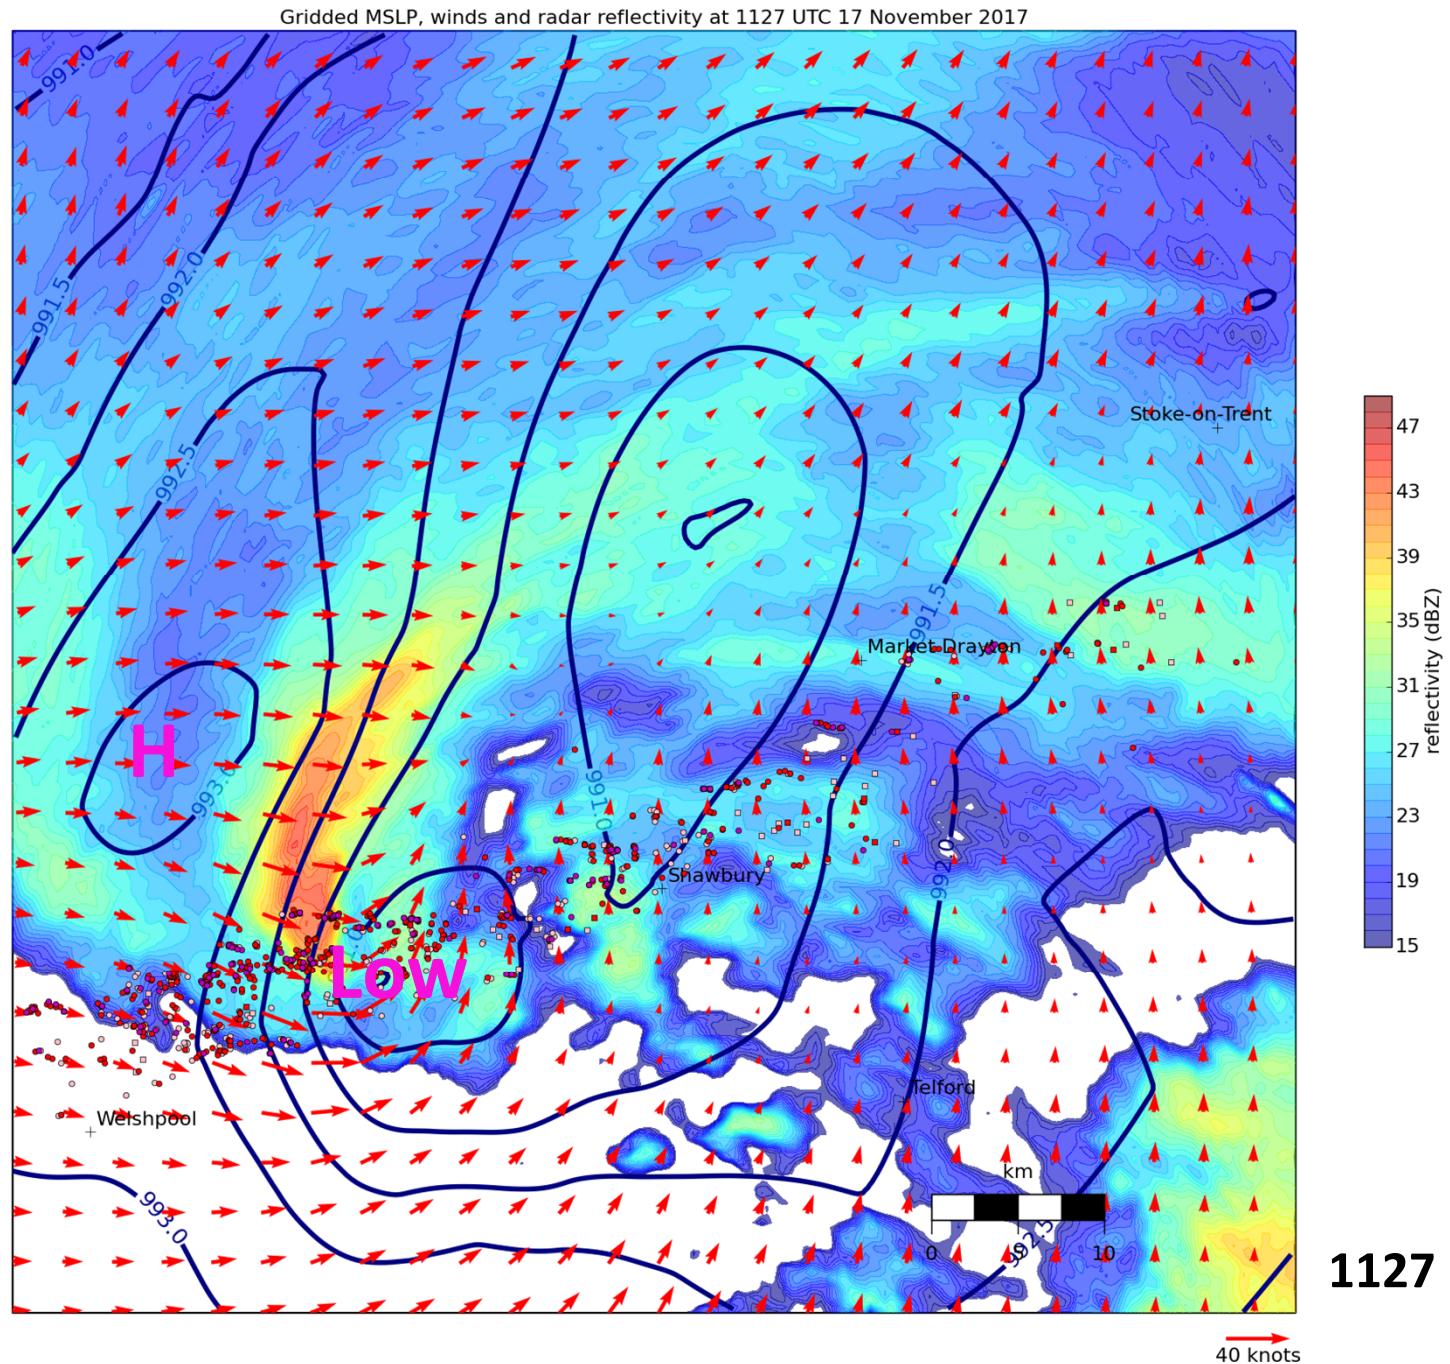 Gridded MSLP, winds and radar reflectivity at 1127 UTC 17 November 2017
991.0
992.0
991.5
Stoke-on-Trent
47
992.5
43
39
991.5
35
Market-Drayton
31
reflectivity (dBZ)
H
27
993.0
991.0
23
992.0
Shawbury
19
Low
15
Telford
Welshpool
km
993.0
992.5
0 5 10
1127
40 knots